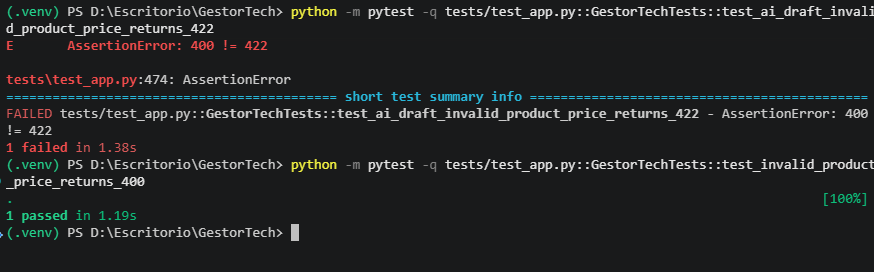 (.venv) PS D:\Escritorio\GestorTech> python -m pytest -q tests/test_app.py::GestorTechTests::test_ai_draft_invali
d_product_price_returns_422
E       AssertionError: 400 != 422
tests\test_app.py:474: AssertionError
=========================================== short test summary info ===========================================
FAILED tests/test_app.py::GestorTechTests::test_ai_draft_invalid_product_price_returns_422 - AssertionError: 400
!= 422
1 failed in 1.38s
(.venv) PS D:\Escritorio\GestorTech> python -m pytest -q tests/test_app.py::GestorTechTests::test_invalid_product
_price_returns_400
.                                                                                                        [100%]
1 passed in 1.19s
(.venv) PS D:\Escritorio\GestorTech>